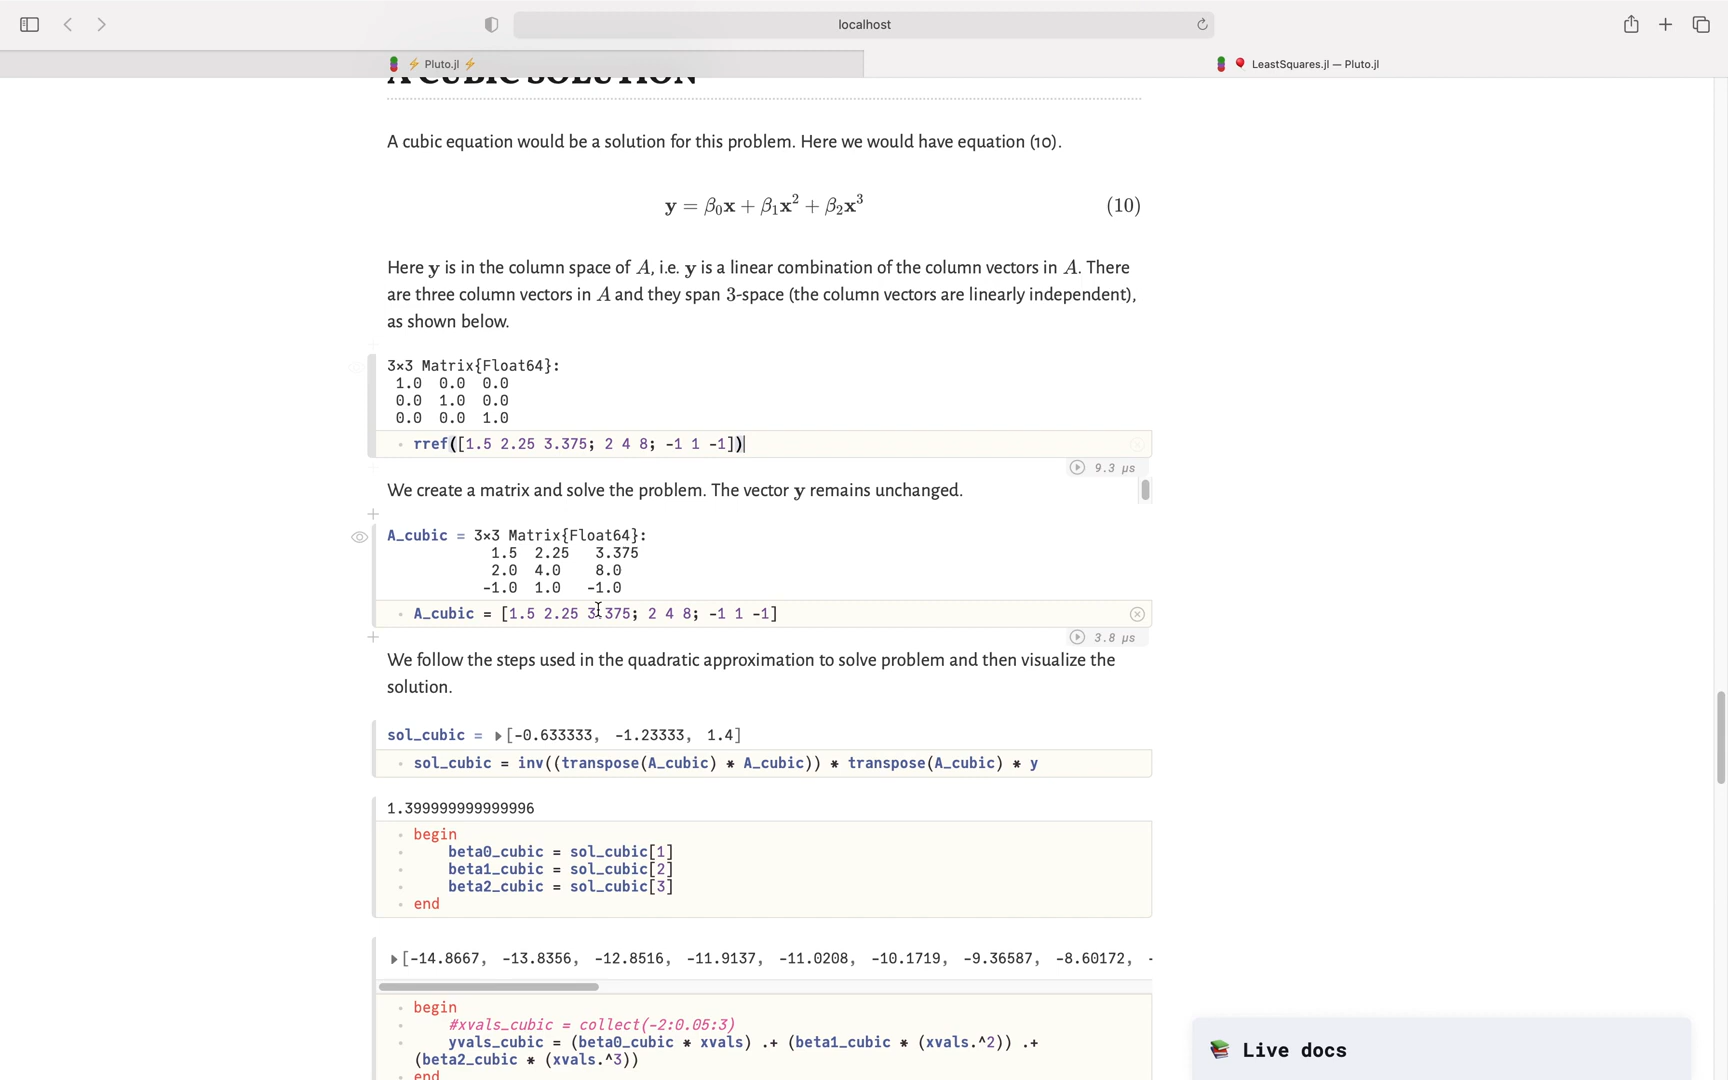 localhost
⚡ Pluto.jl ⚡
🎈 LeastSquares.jl — Pluto.jl
A CUBIC SOLUTION
A cubic equation would be a solution for this problem. Here we would have equation (10).
y = β₀x + β₁x² + β₂x³ (10)
Here y is in the column space of A, i.e. y is a linear combination of the column vectors in A. There
are three column vectors in A and they span 3-space (the column vectors are linearly independent),
as shown below.
3×3 Matrix{Float64}:
1.0 0.0 0.0
0.0 1.0 0.0
0.0 0.0 1.0
rref([1.5 2.25 3.375; 2 4 8; -1 1 -1])
9.3 μs
We create a matrix and solve the problem. The vector y remains unchanged.
A_cubic = 3×3 Matrix{Float64}:
1.5 2.25 3.375
2.0 4.0 8.0
-1.0 1.0 -1.0
A_cubic = [1.5 2.25 3.375; 2 4 8; -1 1 -1]
3.8 μs
We follow the steps used in the quadratic approximation to solve problem and then visualize the
solution.
sol_cubic = ▶[-0.633333, -1.23333, 1.4]
sol_cubic = inv((transpose(A_cubic) * A_cubic)) * transpose(A_cubic) * y
1.399999999999996
begin
beta0_cubic = sol_cubic[1]
beta1_cubic = sol_cubic[2]
beta2_cubic = sol_cubic[3]
end
▶[-14.8667, -13.8356, -12.8516, -11.9137, -11.0208, -10.1719, -9.36587, -8.60172, -
begin
#xvals_cubic = collect(-2:0.05:3)
yvals_cubic = (beta0_cubic * xvals) .+ (beta1_cubic * (xvals.^2)) .+
(beta2_cubic * (xvals.^3))
end
Live docs